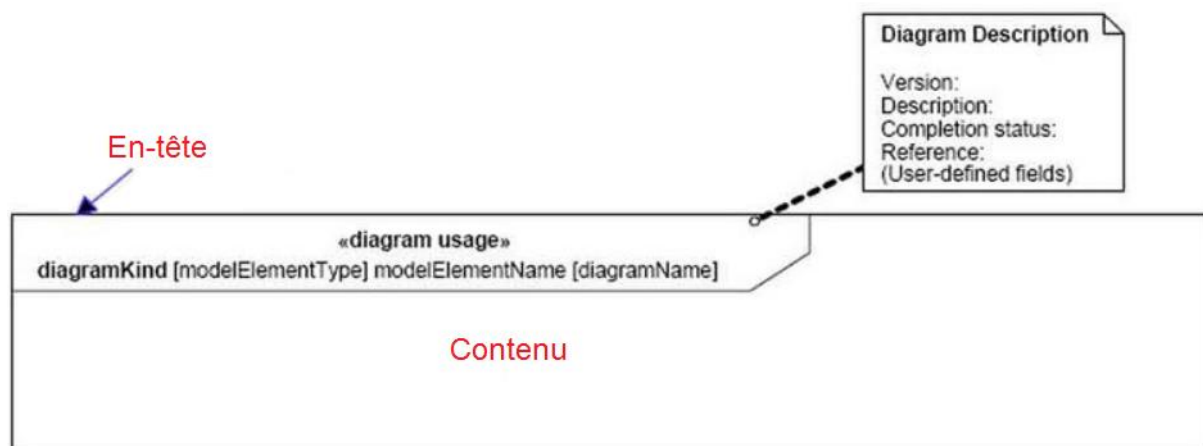 Diagram Description
Version:
Description:
Completion status:
Reference:
(User-defined fields)
En-tête
«diagram usage»
diagramKind [modelElementType] modelElementName [diagramName]
Contenu